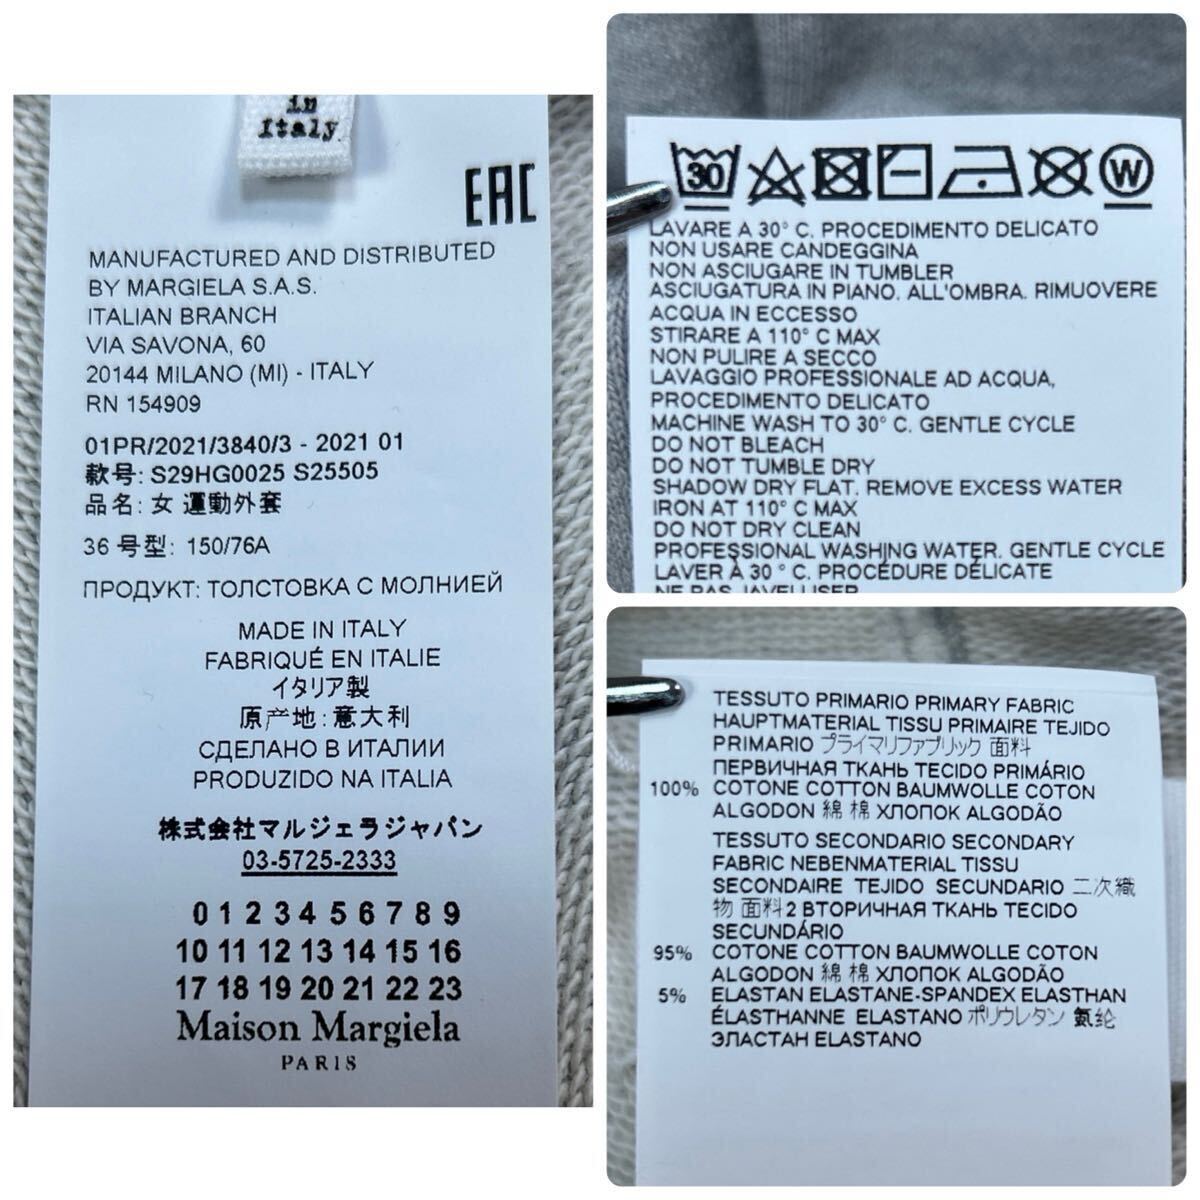 in
Italy
EAC
MANUFACTURED AND DISTRIBUTED
BY MARGIELA S.A.S.
ITALIAN BRANCH
VIA SAVONA, 60
20144 MILANO (MI) - ITALY
RN 154909
01PR/2021/3840/3 - 2021 01
款号: S29HG0025 S25505
品名: 女 運動外套
36 号型: 150/76A
ПРОДУКТ: ТОЛСТОВКА С МОЛНИЕЙ
MADE IN ITALY
FABRIQUÉ EN ITALIE
イタリア製
原产地: 意大利
СДЕЛАНО В ИТАЛИИ
PRODUZIDO NA ITALIA
株式会社マルジェラジャパン
03-5725-2333
0 1 2 3 4 5 6 7 8 9
10 11 12 13 14 15 16
17 18 19 20 21 22 23
Maison Margiela
PARIS
30
W
LAVARE A 30° C. PROCEDIMENTO DELICATO
NON USARE CANDEGGINA
NON ASCIUGARE IN TUMBLER
ASCIUGATURA IN PIANO. ALL'OMBRA. RIMUOVERE
ACQUA IN ECCESSO
STIRARE A 110° C MAX
NON PULIRE A SECCO
LAVAGGIO PROFESSIONALE AD ACQUA,
PROCEDIMENTO DELICATO
MACHINE WASH TO 30° C. GENTLE CYCLE
DO NOT BLEACH
DO NOT TUMBLE DRY
SHADOW DRY FLAT. REMOVE EXCESS WATER
IRON AT 110° C MAX
DO NOT DRY CLEAN
PROFESSIONAL WASHING WATER. GENTLE CYCLE
LAVER À 30 ° C. PROCÉDURE DÉLICATE
NE PAS JAVELLISER
TESSUTO PRIMARIO PRIMARY FABRIC
HAUPTMATERIAL TISSU PRIMAIRE TEJIDO
PRIMARIO プライマリファブリック 面料
ПЕРВИЧНАЯ ТКАНЬ TECIDO PRIMÁRIO
100% COTONE COTTON BAUMWOLLE COTON
ALGODON 綿 棉 ХЛОПОК ALGODÃO
TESSUTO SECONDARIO SECONDARY
FABRIC NEBENMATERIAL TISSU
SECONDAIRE TEJIDO SECUNDARIO 二次織
物 面料2 ВТОРИЧНАЯ ТКАНЬ TECIDO
SECUNDÁRIO
95% COTONE COTTON BAUMWOLLE COTON
ALGODON 綿 棉 ХЛОПОК ALGODÃO
5% ELASTAN ELASTANE-SPANDEX ELASTHAN
ÉLASTHANNE ELASTANO ポリウレタン 氨纶
ЭЛАСТАН ELASTANO